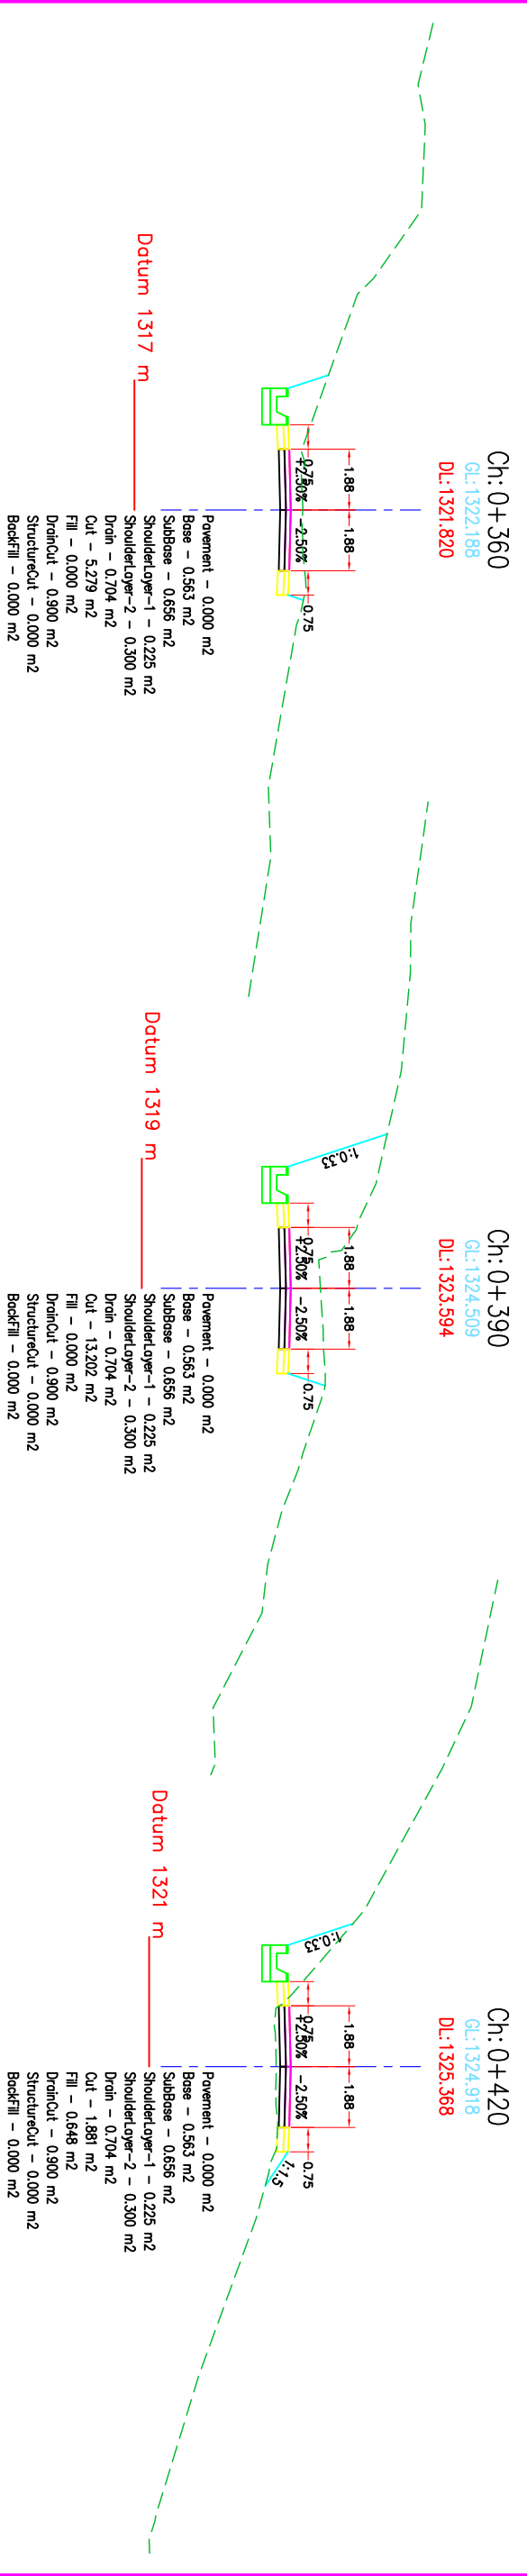 Ch: 0+360
GL:1322.188
DL:1321.820
1.88
1.88
0.75
0.75
+2.50%
-2.50%
Datum 1317 m
Pavement - 0.000 m2
Base - 0.563 m2
SubBase - 0.656 m2
ShoulderLayer-1 - 0.225 m2
ShoulderLayer-2 - 0.300 m2
Drain - 0.704 m2
Cut - 5.279 m2
Fill - 0.000 m2
DrainCut - 0.900 m2
StructureCut - 0.000 m2
BackFill - 0.000 m2
Ch: 0+390
GL:1324.509
DL:1323.594
1:0.33
1.88
1.88
0.75
0.75
+2.50%
-2.50%
Datum 1319 m
Pavement - 0.000 m2
Base - 0.563 m2
SubBase - 0.656 m2
ShoulderLayer-1 - 0.225 m2
ShoulderLayer-2 - 0.300 m2
Drain - 0.704 m2
Cut - 13.202 m2
Fill - 0.000 m2
DrainCut - 0.900 m2
StructureCut - 0.000 m2
BackFill - 0.000 m2
Ch: 0+420
GL:1324.918
DL:1325.368
1:0.33
1.88
1.88
0.75
0.75
+2.50%
-2.50%
1:1.5
Datum 1321 m
Pavement - 0.000 m2
Base - 0.563 m2
SubBase - 0.656 m2
ShoulderLayer-1 - 0.225 m2
ShoulderLayer-2 - 0.300 m2
Drain - 0.704 m2
Cut - 1.881 m2
Fill - 0.648 m2
DrainCut - 0.900 m2
StructureCut - 0.000 m2
BackFill - 0.000 m2